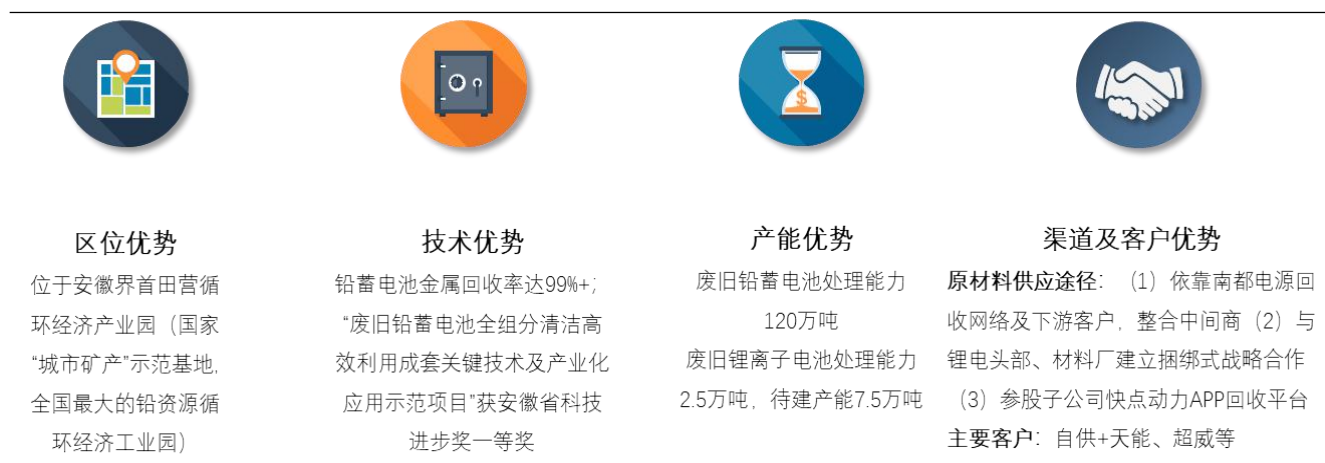 区位优势
位于安徽界首田营循
环经济产业园（国家
“城市矿产”示范基地，
全国最大的铅资源循
环经济工业园）
技术优势
铅蓄电池金属回收率达99%+；
“废旧铅蓄电池全组分清洁高
效利用成套关键技术及产业化
应用示范项目”获安徽省科技
进步奖一等奖
产能优势
废旧铅蓄电池处理能力
120万吨
废旧锂离子电池处理能力
2.5万吨，待建产能7.5万吨
渠道及客户优势
原材料供应途径：（1）依靠南都电源回
收网络及下游客户，整合中间商（2）与
锂电头部、材料厂建立捆绑式战略合作
（3）参股子公司快点动力APP回收平台
主要客户：自供+天能、超威等